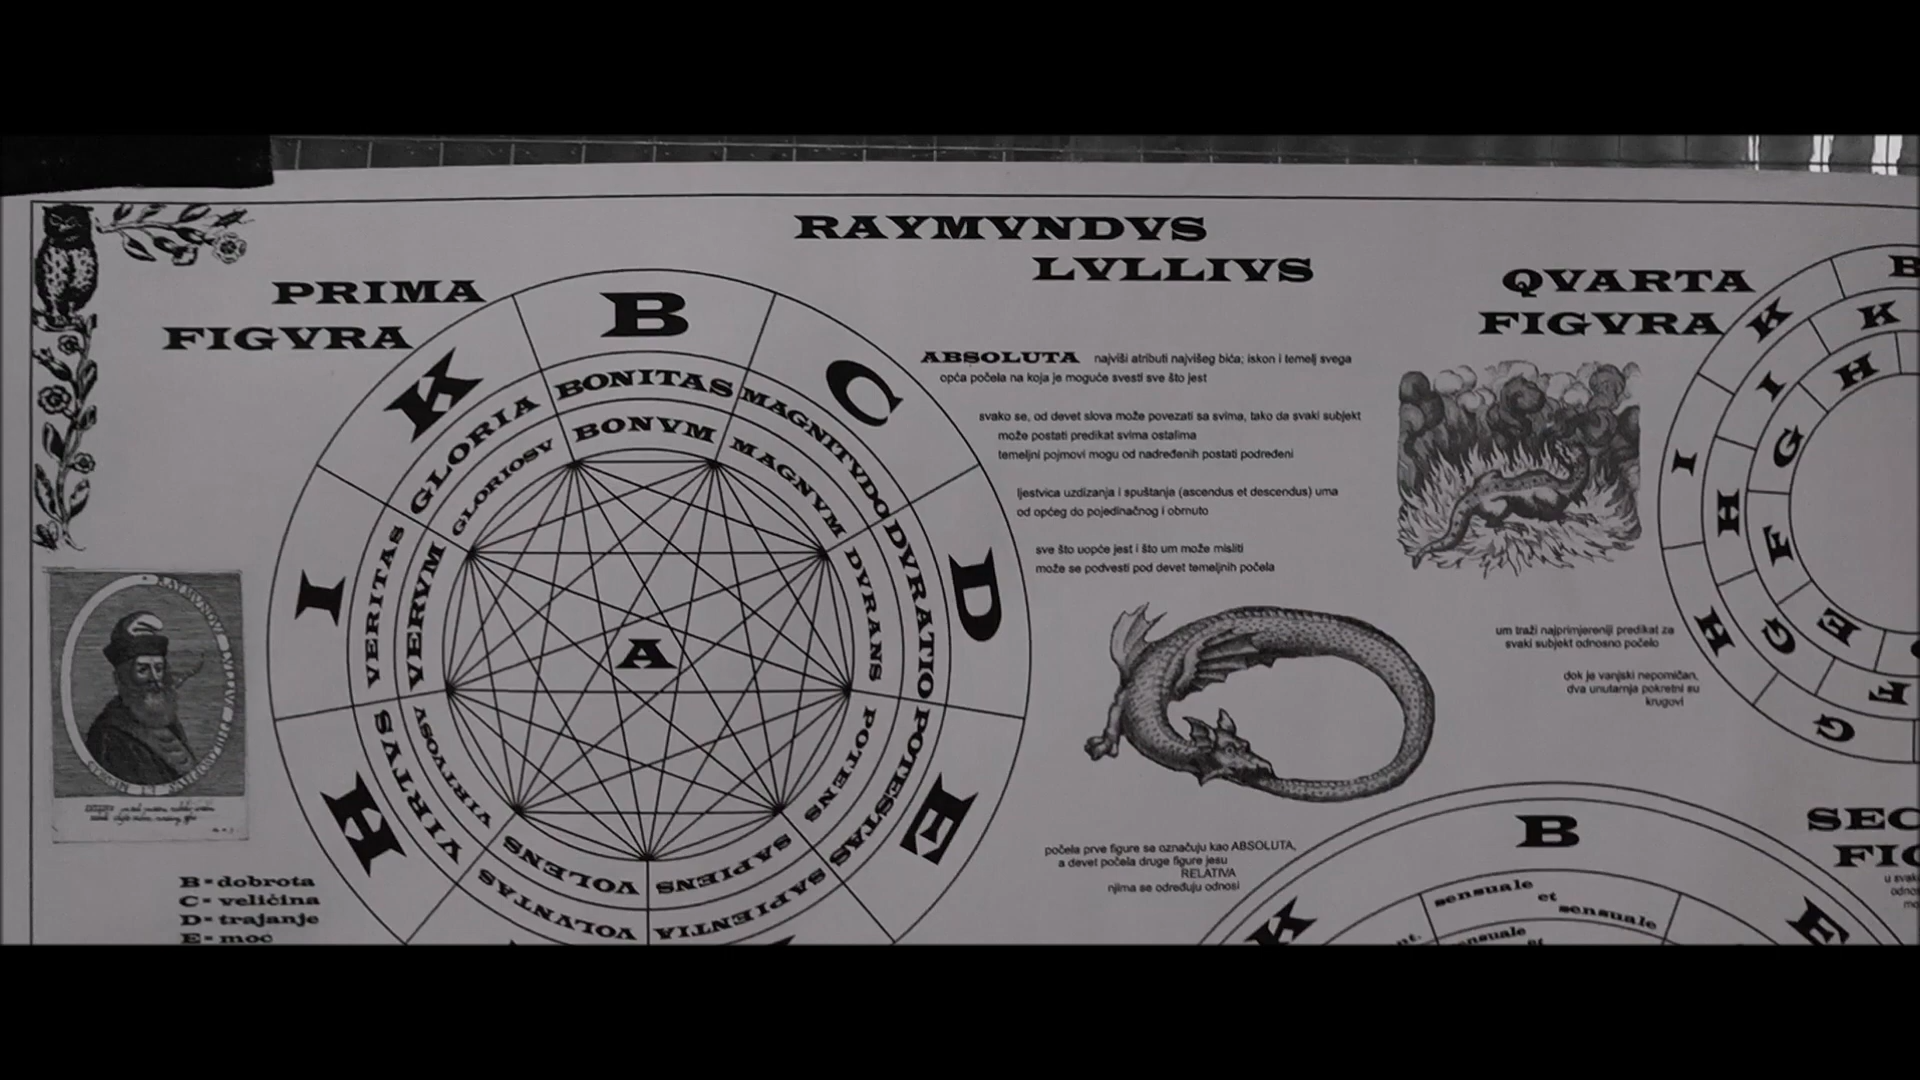 RAYMVNDVS
LVLLIVS
PRIMA
FIGVRA
B
C
D
E
H
I
K
BONITAS
MAGNITVDO
DVRATIO
POTESTAS
SAPIENTIA
VOLVNTAS
VIRTVS
VERITAS
GLORIA
BONVM
MAGNVM
DVRANS
POTENS
SAPIENS
VOLENS
VIRTVOSV
VERVM
GLORIOSV
A
B = dobrota
C = veličina
D = trajanje
E = moć
ABSOLUTA najviši atributi najvišeg bića; iskon i temelj svega
opća počela na koja je moguće svesti sve što jest
svako se, od devet slova može povezati sa svima, tako da svaki subjekt
može postati predikat svima ostalima
temeljni pojmovi mogu od nadređenih postati podređeni
ljestvica uzdizanja i spuštanja (ascendus et descendus) uma
od općeg do pojedinačnog i obrnuto
sve što uopće jest i što um može misliti
može se podvesti pod devet temeljnih počela
počela prve figure se označuju kao ABSOLUTA,
a devet počela druge figure jesu
RELATIVA
njima se određuju odnosi
QVARTA
FIGVRA
B
K
I
H
G
K
I
H
G
F
H
G
F
E
um traži najprimjereniji predikat za
svaki subjekt odnosno počelo
dok je vanjski nepomičan,
dva unutarnja pokretni su
krugovi
SEC
FIG
B
K
E
sensuale
et
sensuale